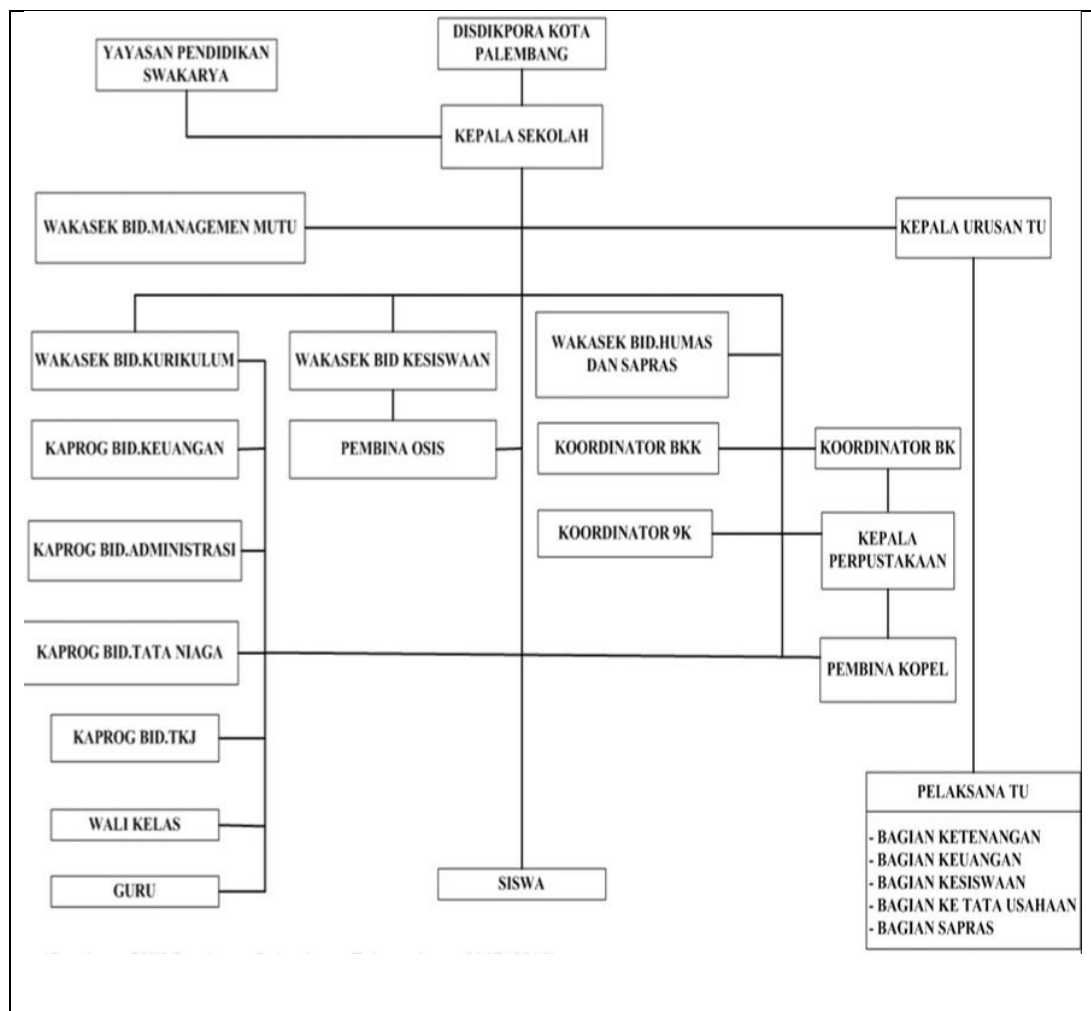 DISDIKPORA KOTA
PALEMBANG
YAYASAN PENDIDIKAN
SWAKARYA
KEPALA SEKOLAH
WAKASEK BID.MANAGEMEN MUTU
KEPALA URUSAN TU
WAKASEK BID.KURIKULUM
WAKASEK BID KESISWAAN
WAKASEK BID.HUMAS
DAN SAPRAS
KAPROG BID.KEUANGAN
PEMBINA OSIS
KOORDINATOR BKK
KOORDINATOR BK
KAPROG BID.ADMINISTRASI
KOORDINATOR 9K
KEPALA
PERPUSTAKAAN
KAPROG BID.TATA NIAGA
PEMBINA KOPEL
KAPROG BID.TKJ
WALI KELAS
GURU
SISWA
PELAKSANA TU
- BAGIAN KETENANGAN
- BAGIAN KEUANGAN
- BAGIAN KESISWAAN
- BAGIAN KE TATA USAHAAN
- BAGIAN SAPRAS